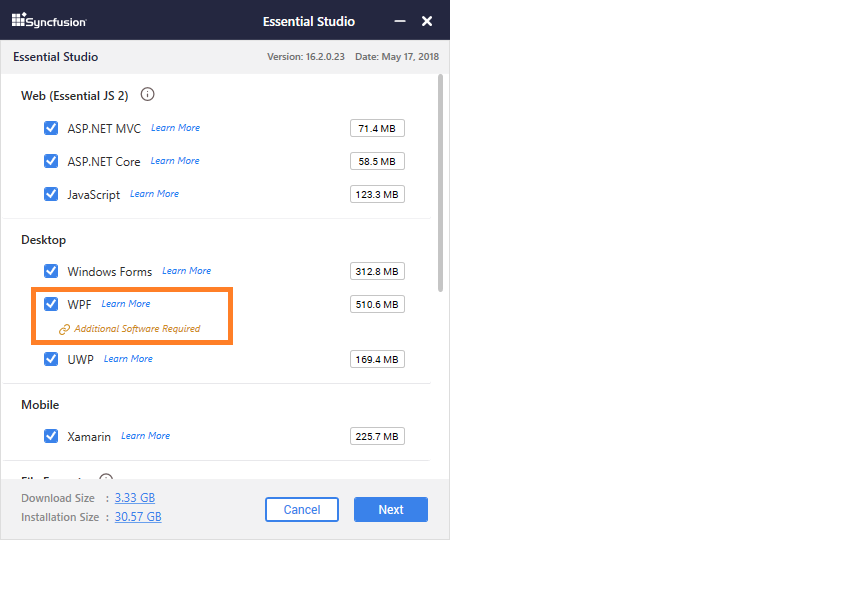 Syncfusion Essential Studio
Essential Studio Version: 16.2.0.23 Date: May 17, 2018
Web (Essential JS 2)
ASP.NET MVC Learn More 71.4 MB
ASP.NET Core Learn More 58.5 MB
JavaScript Learn More 123.3 MB
Desktop
Windows Forms Learn More 312.8 MB
WPF Learn More 510.6 MB
Additional Software Required
UWP Learn More 169.4 MB
Mobile
Xamarin Learn More 225.7 MB
Download Size : 3.33 GB
Installation Size : 30.57 GB
Cancel Next